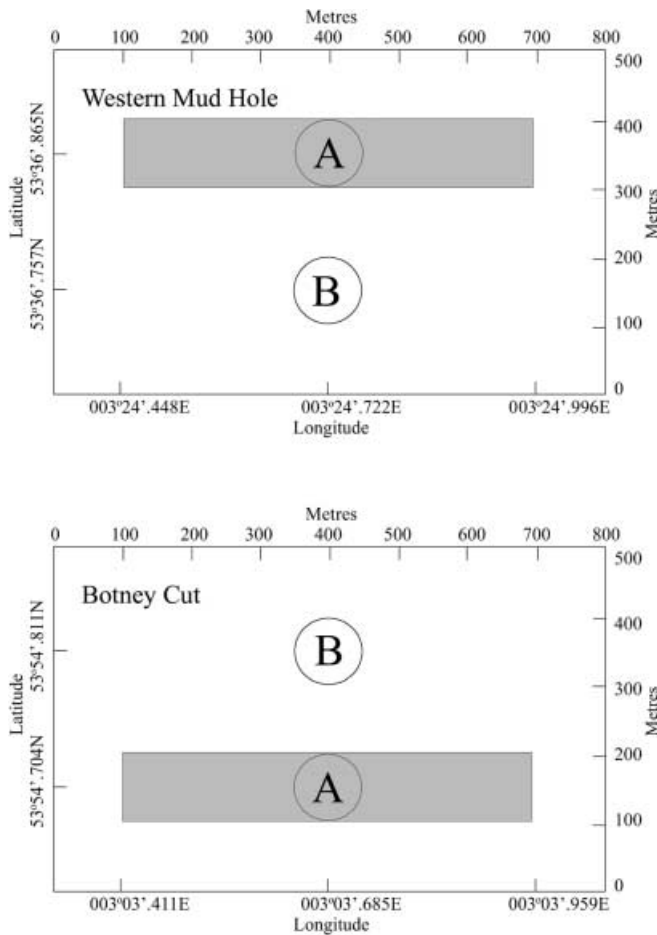 Metres
0 100 200 300 400 500 600 700 800
500
Western Mud Hole
400
A
53°36'.865N
300
Latitude
Metres
200
B
53°36'.757N
100
0
003°24'.448E 003°24'.722E 003°24'.996E
Longitude
Metres
0 100 200 300 400 500 600 700 800
500
Botney Cut
400
B
53°54'.811N
300
Latitude
Metres
200
A
53°54'.704N
100
0
003°03'.411E 003°03'.685E 003°03'.959E
Longitude